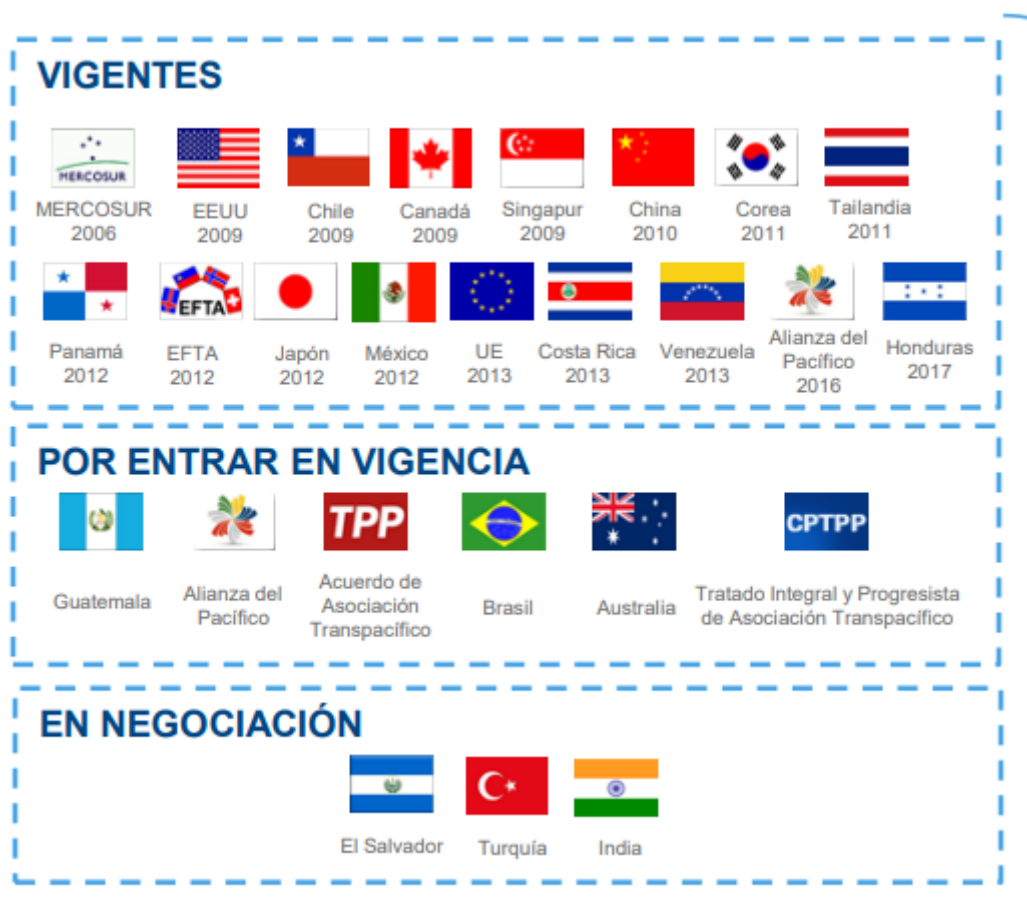 VIGENTES
MERCOSUR
MERCOSUR
2006
EEUU
2009
Chile
2009
Canadá
2009
Singapur
2009
China
2010
Corea
2011
Tailandia
2011
EFTA
Panamá
2012
EFTA
2012
Japón
2012
México
2012
UE
2013
Costa Rica
2013
Venezuela
2013
Alianza del
Pacífico
2016
Honduras
2017
POR ENTRAR EN VIGENCIA
TPP
CPTPP
Guatemala
Alianza del
Pacífico
Acuerdo de
Asociación
Transpacífico
Brasil
Australia
Tratado Integral y Progresista
de Asociación Transpacífico
EN NEGOCIACIÓN
El Salvador
Turquía
India